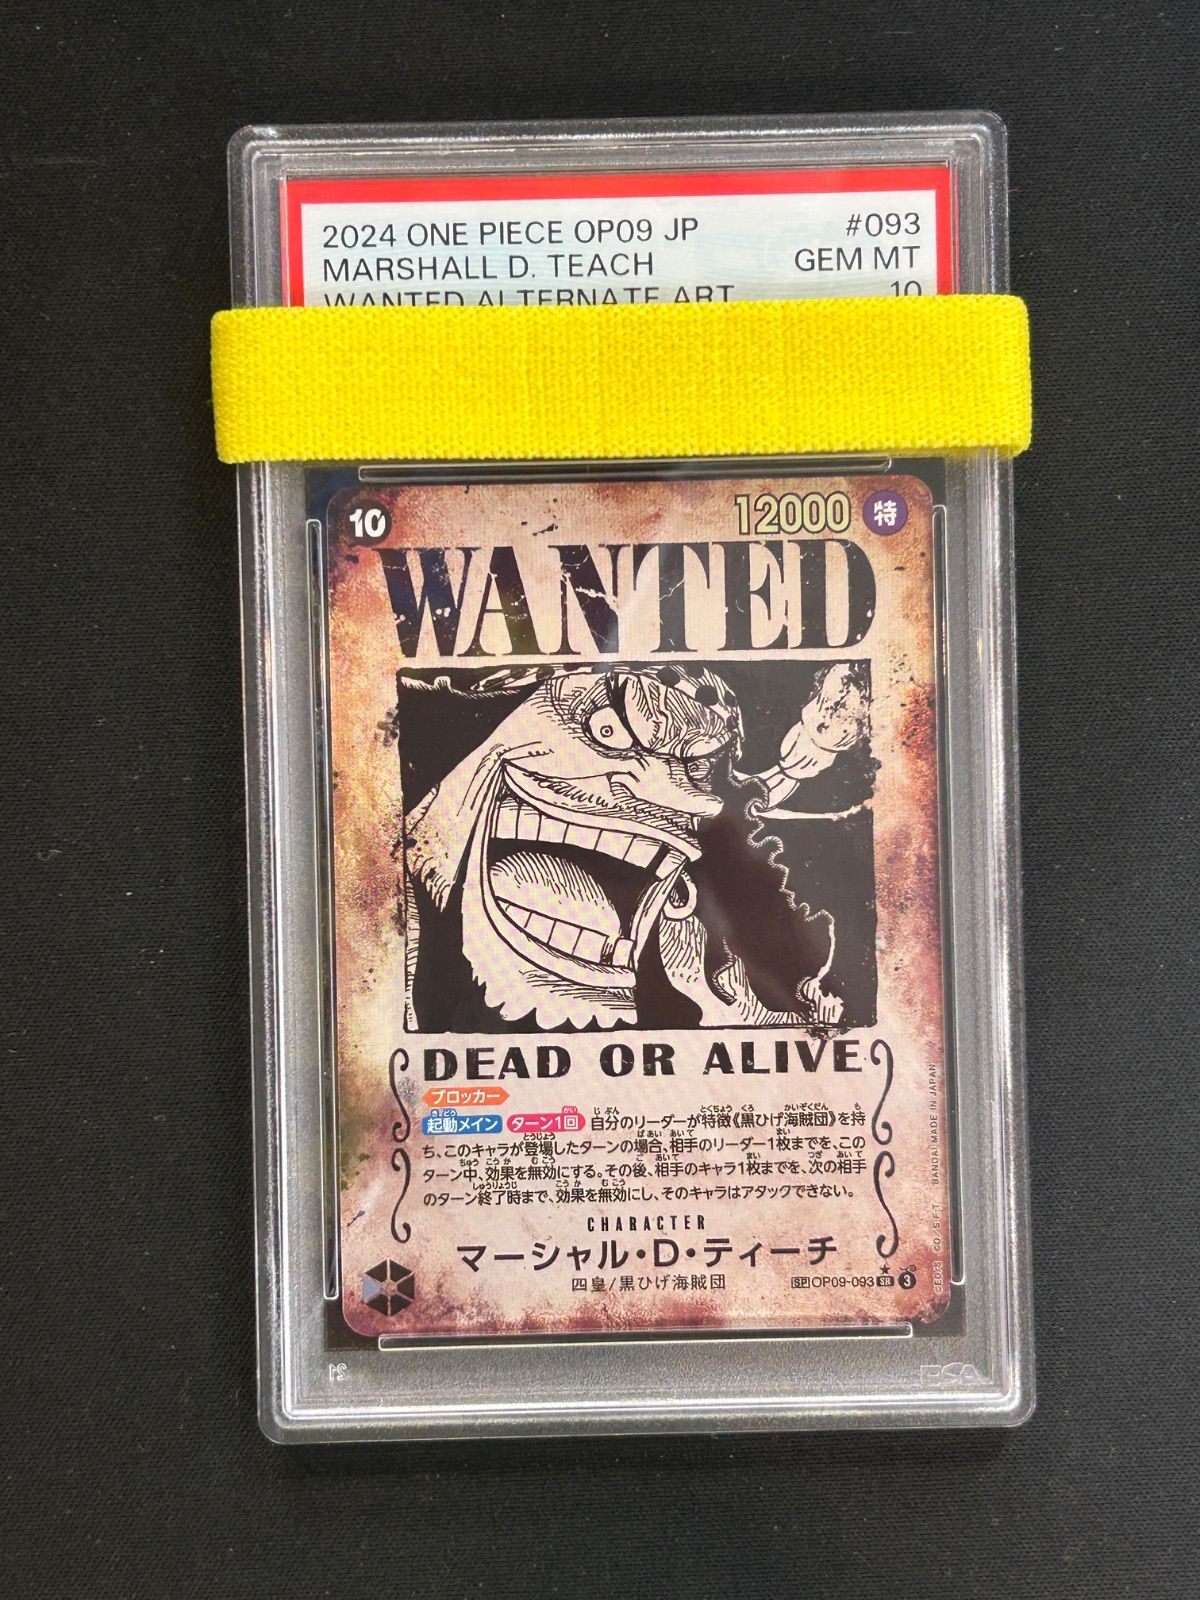 2024 ONE PIECE OP09 JP #093
MARSHALL D. TEACH GEM MT
WANTED ALTERNATE ART 10
10 12000 特
WANTED
DEAD OR ALIVE
ブロッカー
起動メイン ターン1回 自分のリーダーが特徴《黒ひげ海賊団》を持
ち、このキャラが登場したターンの場合、相手のリーダー1枚までを、この
ターン中、効果を無効にする。その後、相手のキャラ1枚までを、次の相手
のターン終了時まで、効果を無効にし、そのキャラはアタックできない。
CHARACTER
マーシャル・D・ティーチ
四皇/黒ひげ海賊団
SP OP09-093 SR 3
BANDAI MADE IN JAPAN
PSA